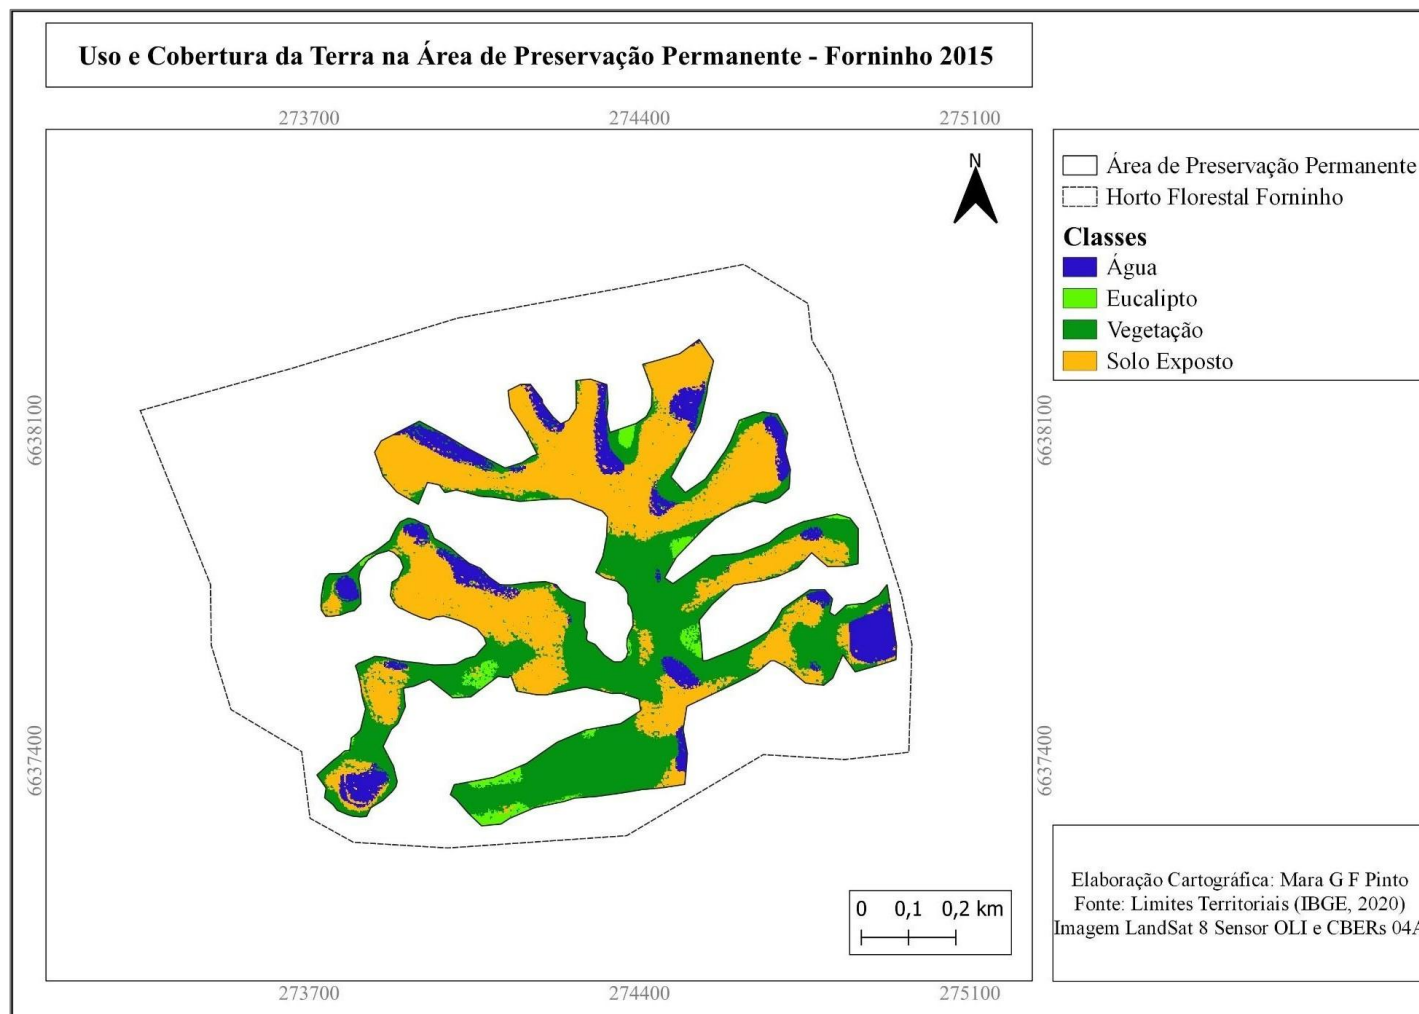 Uso e Cobertura da Terra na Área de Preservação Permanente - Forninho 2015
273700 274400 275100
N
Área de Preservação Permanente
Horto Florestal Forninho
Classes
Água
Eucalipto
Vegetação
Solo Exposto
6638100 6638100
6637400 6637400
0 0,1 0,2 km
Elaboração Cartográfica: Mara G F Pinto
Fonte: Limites Territoriais (IBGE, 2020)
Imagem LandSat 8 Sensor OLI e CBERs 04A
273700 274400 275100